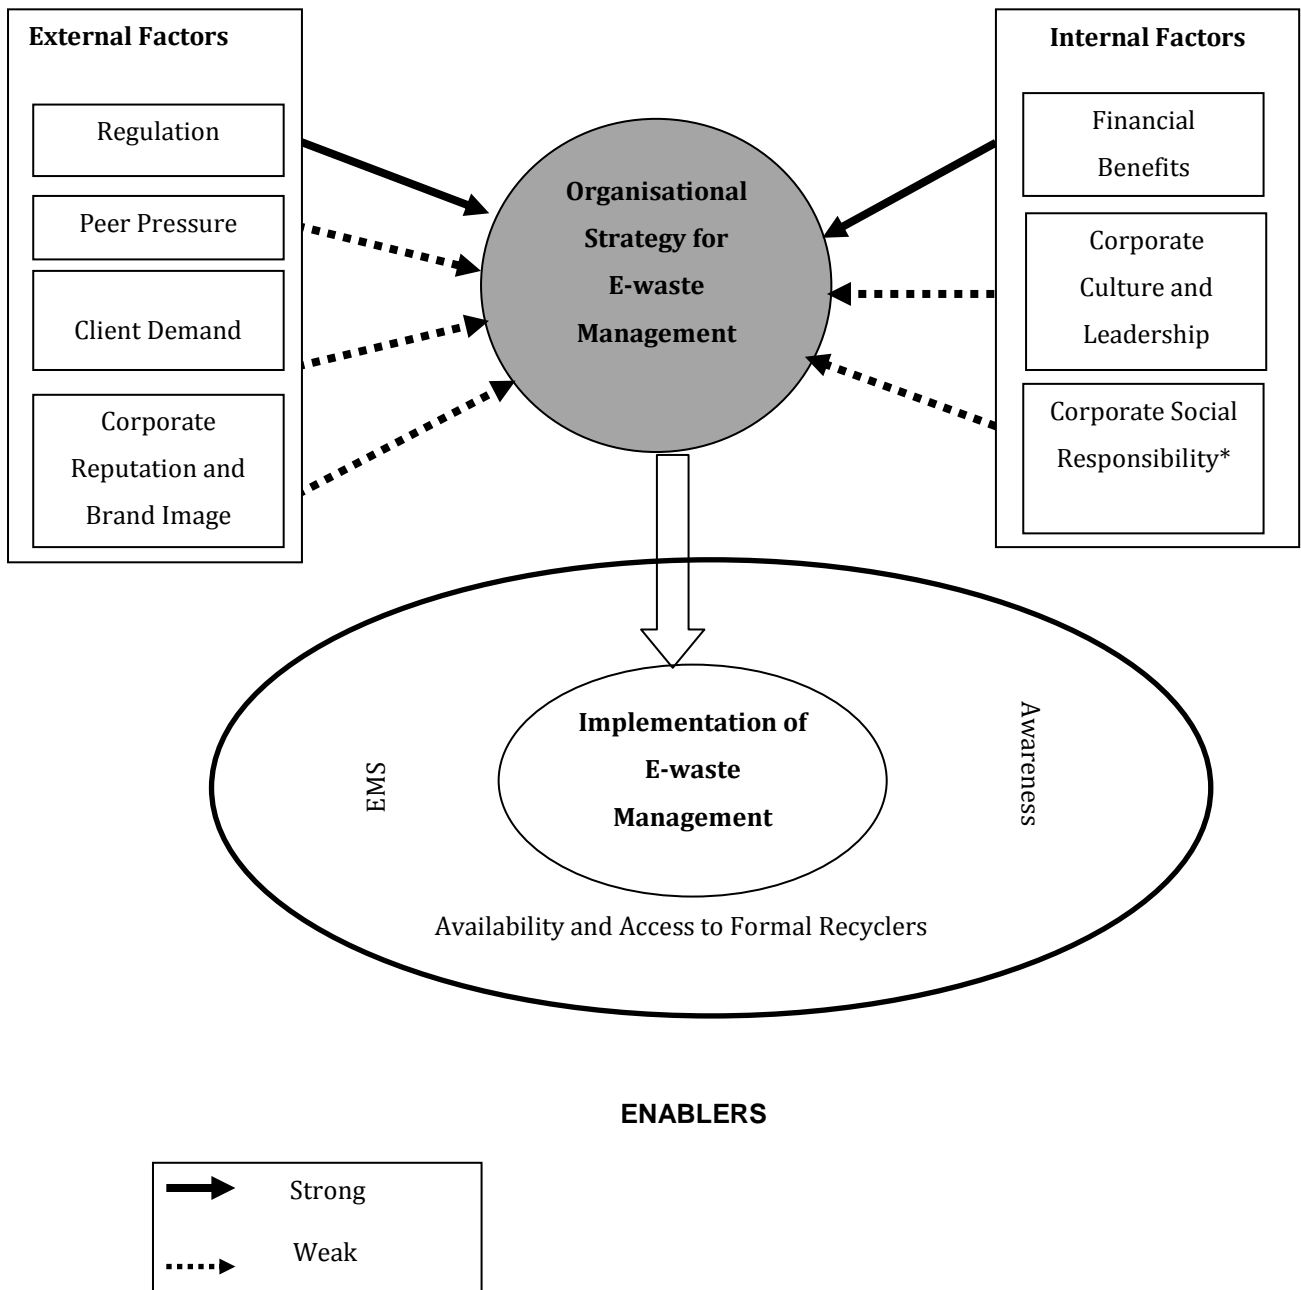 External Factors
Regulation
Peer Pressure
Client Demand
Corporate
Reputation and
Brand Image
Organisational
Strategy for
E-waste
Management
Internal Factors
Financial
Benefits
Corporate
Culture and
Leadership
Corporate Social
Responsibility*
Implementation of
E-waste
Management
EMS
Awareness
Availability and Access to Formal Recyclers
ENABLERS
Strong
Weak